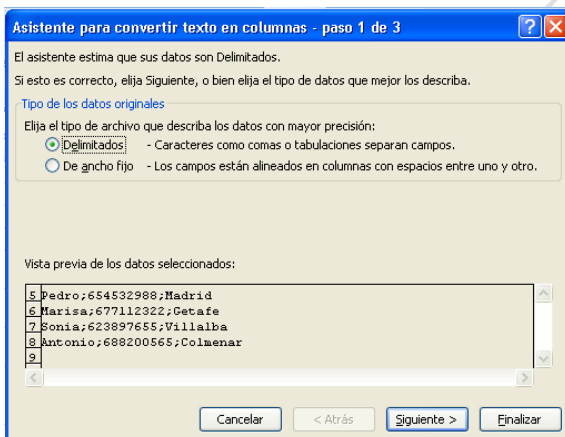 Asistente para convertir texto en columnas - paso 1 de 3
El asistente estima que sus datos son Delimitados.
Si esto es correcto, elija Siguiente, o bien elija el tipo de datos que mejor los describa.
Tipo de los datos originales
Elija el tipo de archivo que describa los datos con mayor precisión:
Delimitados - Caracteres como comas o tabulaciones separan campos.
De ancho fijo - Los campos están alineados en columnas con espacios entre uno y otro.
Vista previa de los datos seleccionados:
5 Pedro;654532988;Madrid
6 Marisa;677112322;Getafe
7 Sonia;623897655;Villalba
8 Antonio;688200565;Colmenar
9
Cancelar < Atrás Siguiente > Finalizar